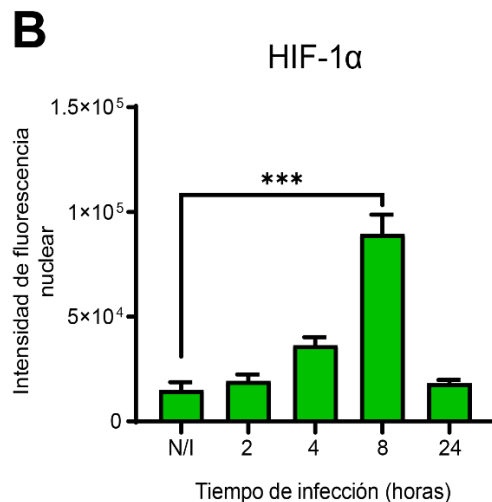 B
HIF-1α
Intensidad de fluorescencia
nuclear
1.5×10⁵
1×10⁵
5×10⁴
0
***
N/I 2 4 8 24
Tiempo de infección (horas)